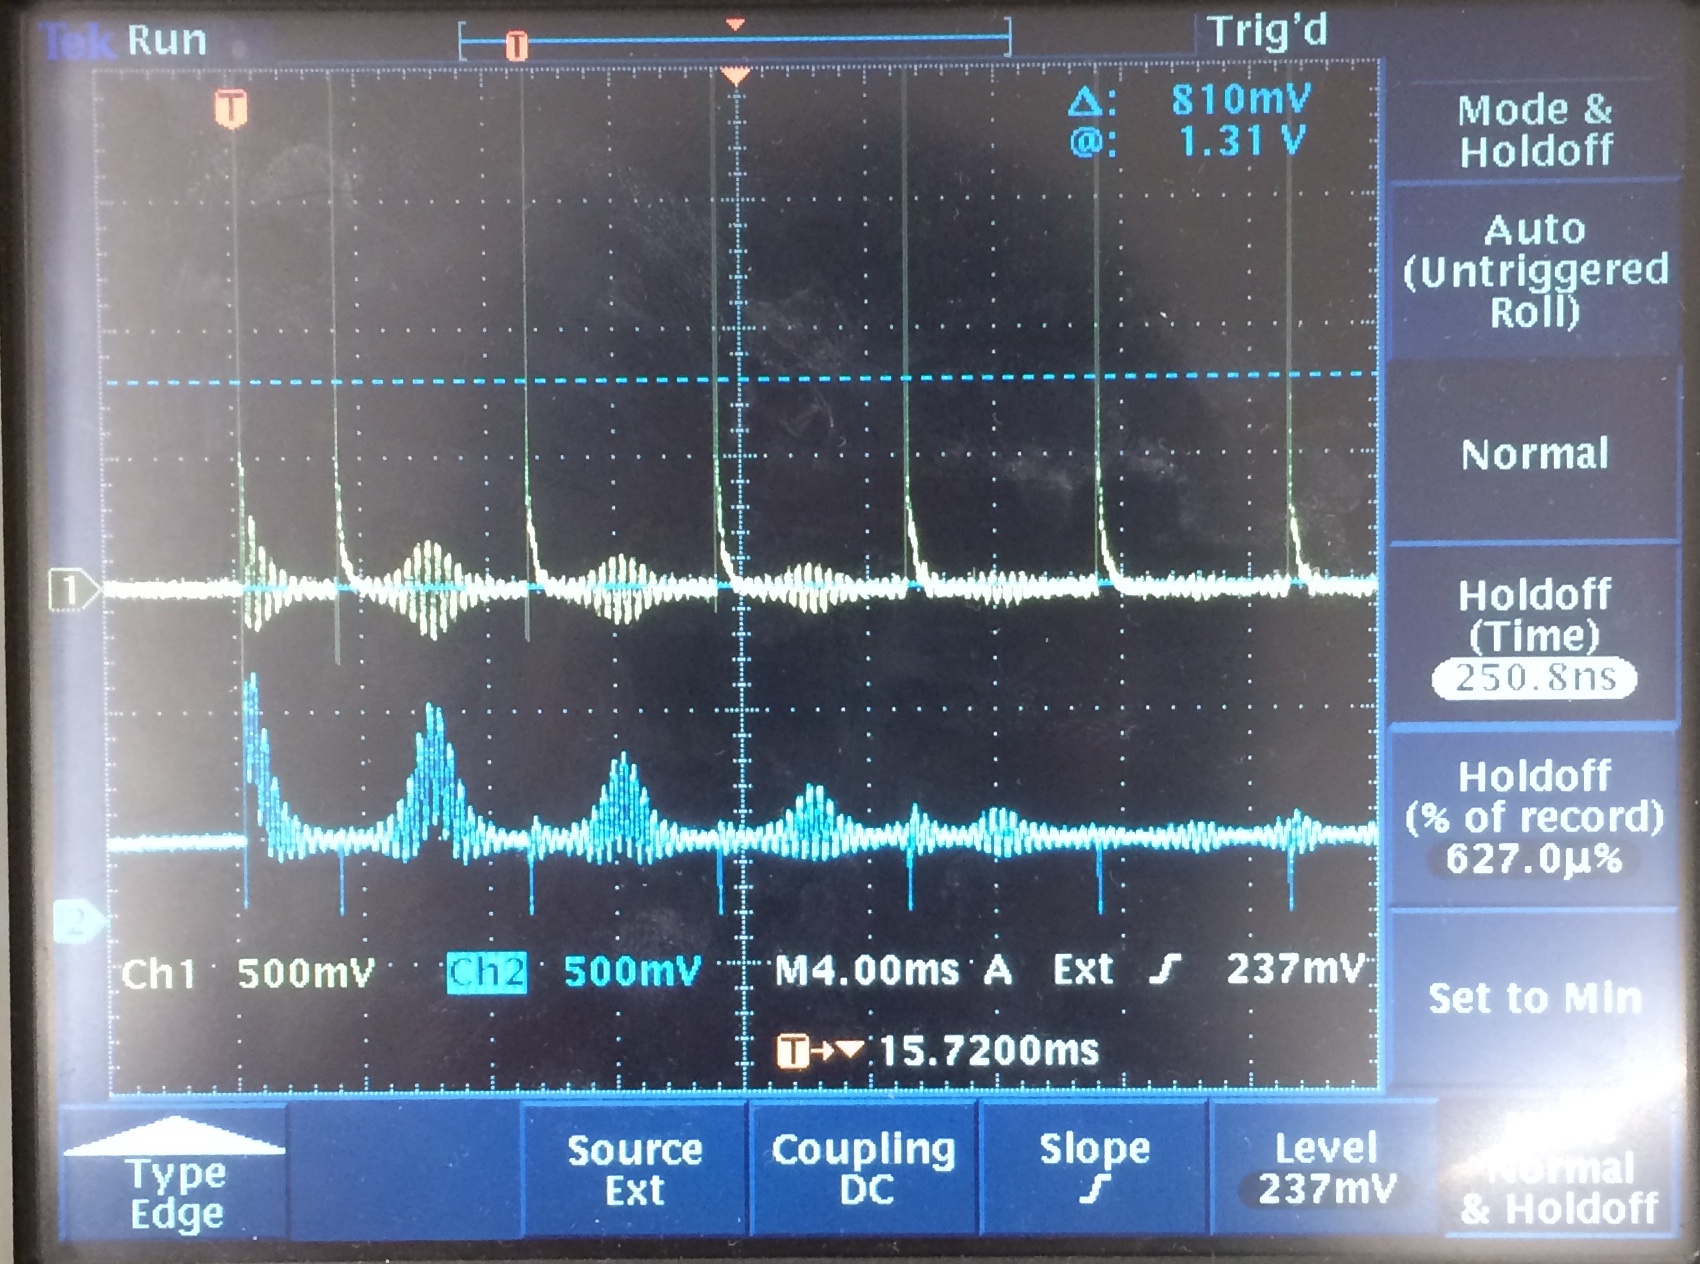 Tek Run
Trig'd
T
T
Δ: 810mV
@: 1.31 V
1
2
Ch1 500mV Ch2 500mV M4.00ms A Ext 237mV
T→▼ 15.7200ms
Mode &
Holdoff
Auto
(Untriggered
Roll)
Normal
Holdoff
(Time)
250.8ns
Holdoff
(% of record)
627.0µ%
Set to Min
Type
Edge
Source
Ext
Coupling
DC
Slope
Level
237mV
Normal
& Holdoff